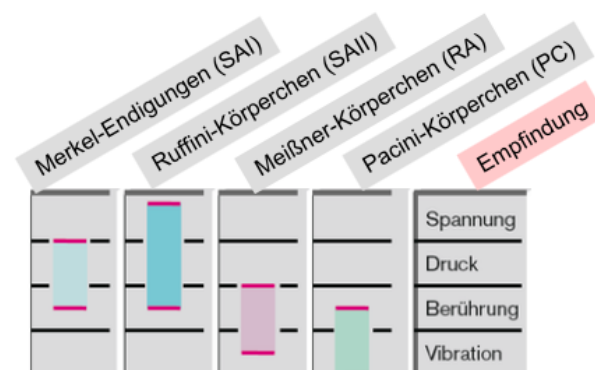 Merkel-Endigungen (SAI)
Ruffini-Körperchen (SAII)
Meißner-Körperchen (RA)
Pacini-Körperchen (PC)
Empfindung
Spannung
Druck
Berührung
Vibration